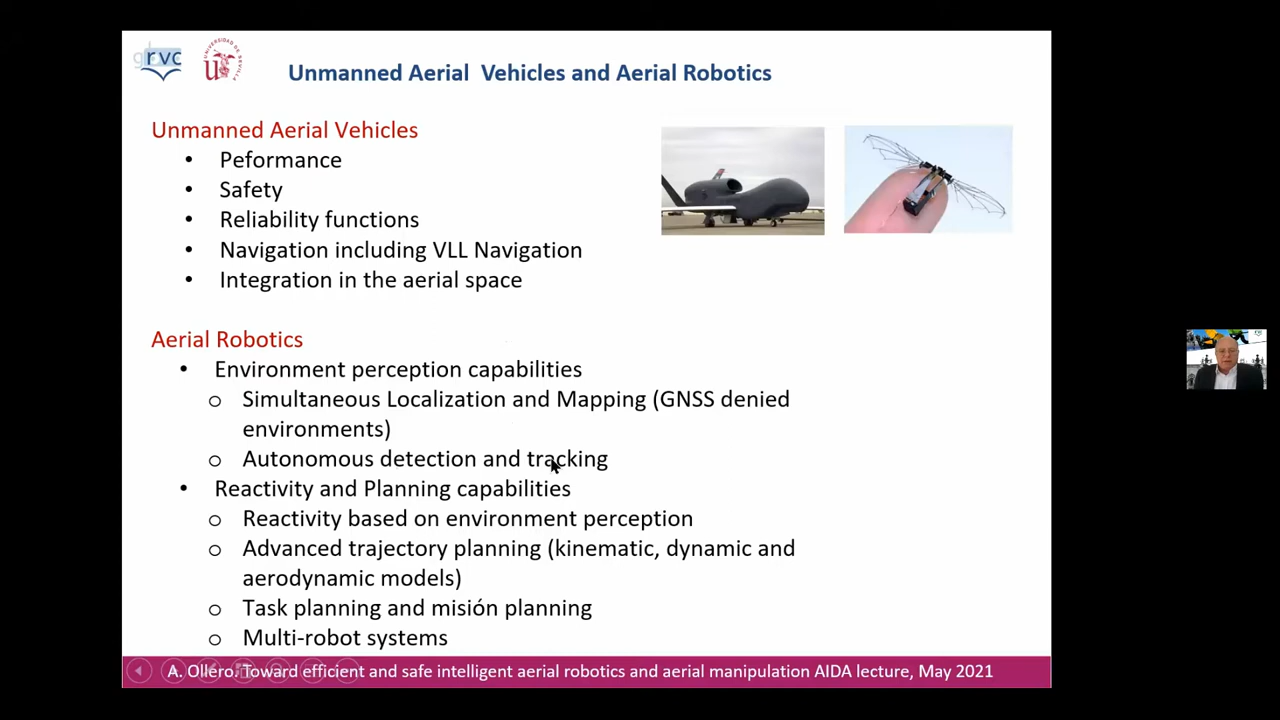 grvc
UNIVERSIDAD DE SEVILLA
Unmanned Aerial Vehicles and Aerial Robotics
Unmanned Aerial Vehicles
• Peformance
• Safety
• Reliability functions
• Navigation including VLL Navigation
• Integration in the aerial space
Aerial Robotics
• Environment perception capabilities
o Simultaneous Localization and Mapping (GNSS denied
environments)
o Autonomous detection and tracking
• Reactivity and Planning capabilities
o Reactivity based on environment perception
o Advanced trajectory planning (kinematic, dynamic and
aerodynamic models)
o Task planning and misión planning
o Multi-robot systems
A. Ollero. Toward efficient and safe intelligent aerial robotics and aerial manipulation AIDA lecture, May 2021